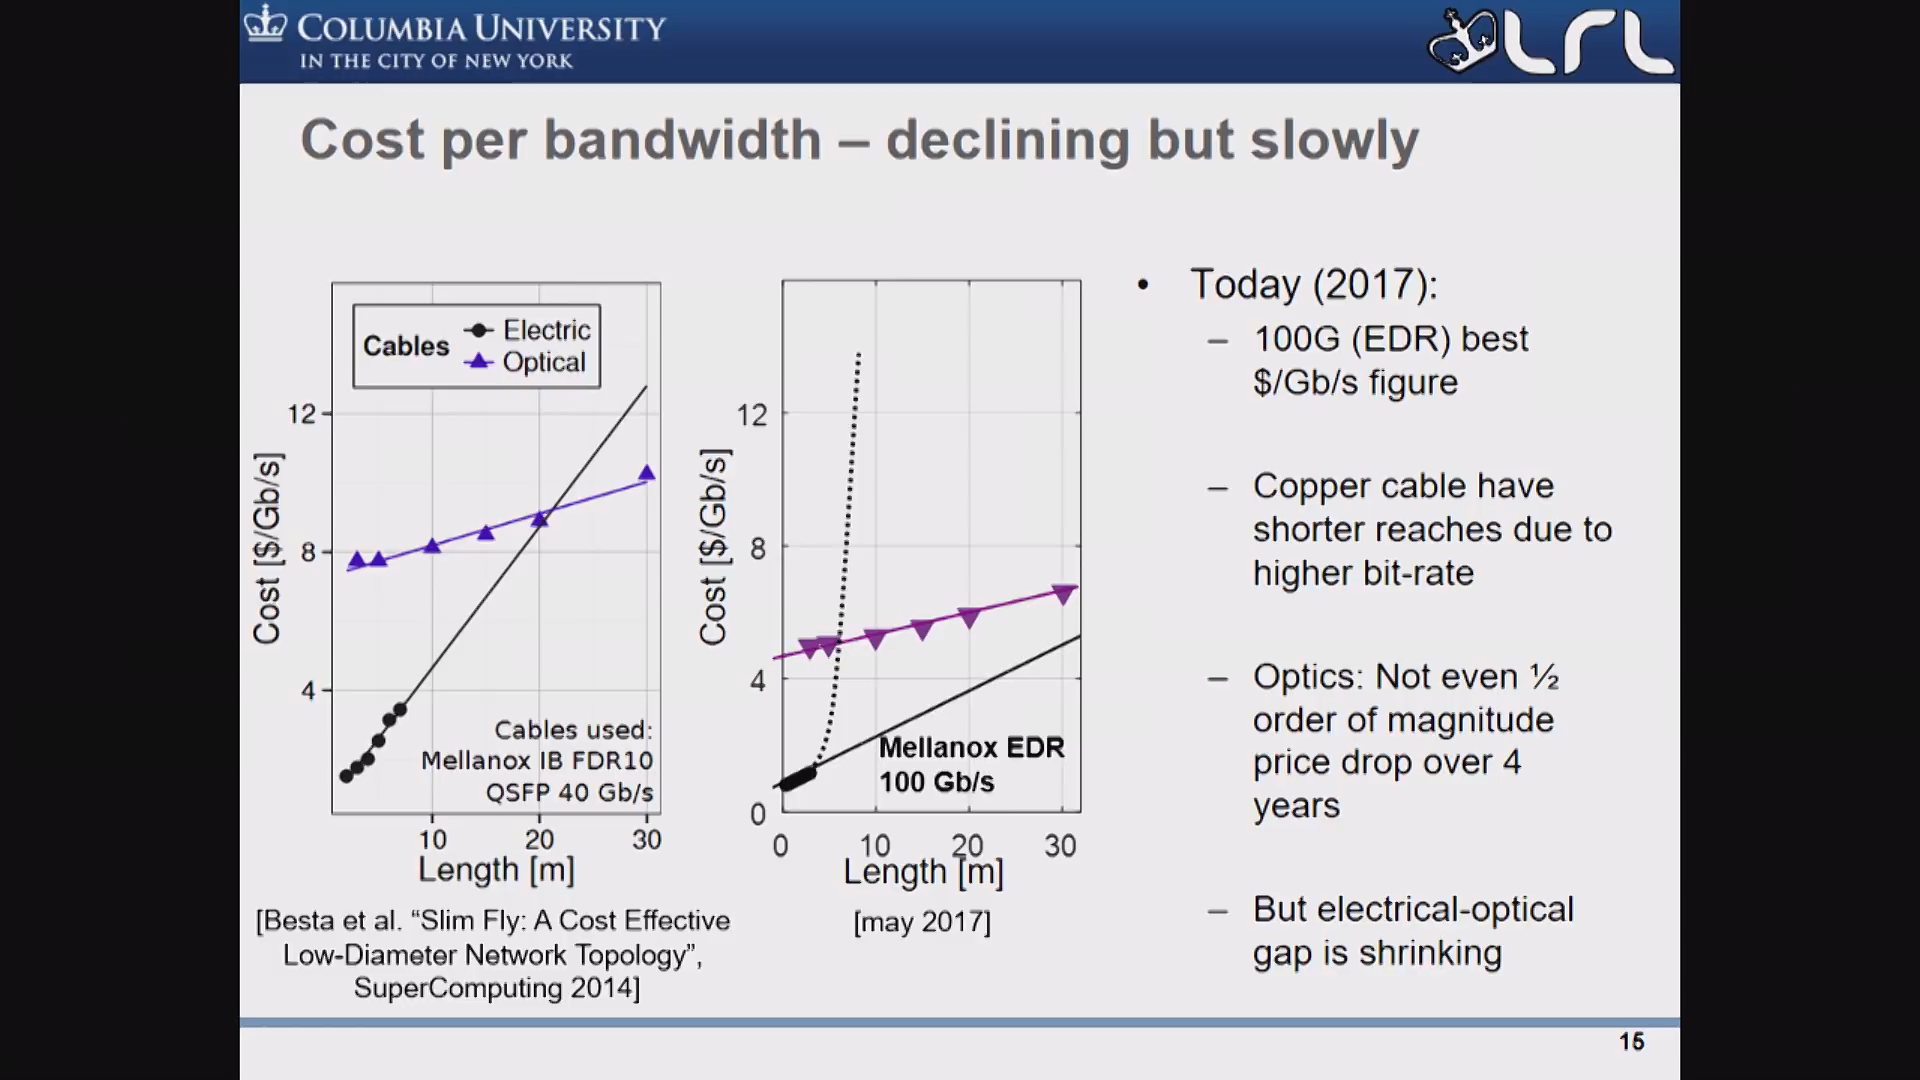 COLUMBIA UNIVERSITY
IN THE CITY OF NEW YORK
LRL
Cost per bandwidth – declining but slowly
Cables
Electric
Optical
12
8
4
Cost [$/Gb/s]
Cables used:
Mellanox IB FDR10
QSFP 40 Gb/s
10 20 30
Length [m]
[Besta et al. “Slim Fly: A Cost Effective
Low-Diameter Network Topology”,
SuperComputing 2014]
12
8
4
0
Cost [$/Gb/s]
Mellanox EDR
100 Gb/s
0 10 20 30
Length [m]
[may 2017]
• Today (2017):
– 100G (EDR) best
$/Gb/s figure
– Copper cable have
shorter reaches due to
higher bit-rate
– Optics: Not even ½
order of magnitude
price drop over 4
years
– But electrical-optical
gap is shrinking
15